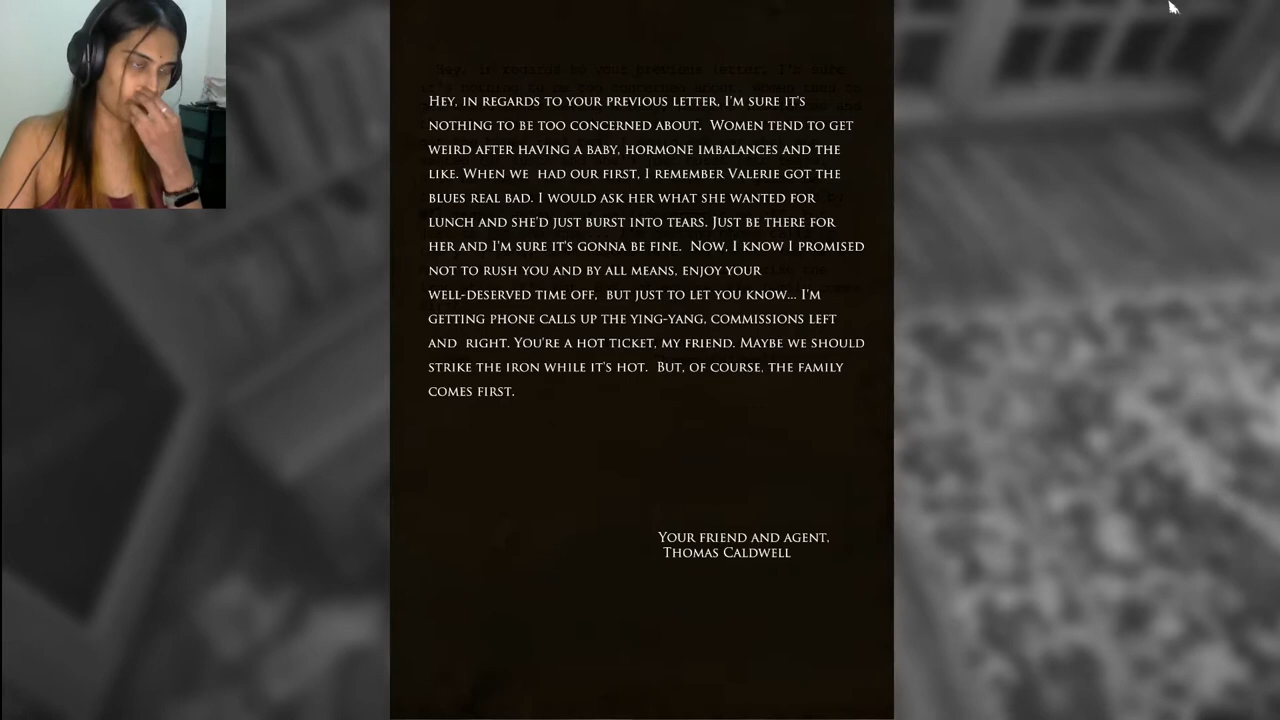 HEY, IN REGARDS TO YOUR PREVIOUS LETTER, I'M SURE IT'S
NOTHING TO BE TOO CONCERNED ABOUT. WOMEN TEND TO GET
WEIRD AFTER HAVING A BABY, HORMONE IMBALANCES AND THE
LIKE. WHEN WE HAD OUR FIRST, I REMEMBER VALERIE GOT THE
BLUES REAL BAD. I WOULD ASK HER WHAT SHE WANTED FOR
LUNCH AND SHE'D JUST BURST INTO TEARS. JUST BE THERE FOR
HER AND I'M SURE IT'S GONNA BE FINE. NOW, I KNOW I PROMISED
NOT TO RUSH YOU AND BY ALL MEANS, ENJOY YOUR
WELL-DESERVED TIME OFF, BUT JUST TO LET YOU KNOW... I'M
GETTING PHONE CALLS UP THE YING-YANG, COMMISSIONS LEFT
AND RIGHT. YOU'RE A HOT TICKET, MY FRIEND. MAYBE WE SHOULD
STRIKE THE IRON WHILE IT'S HOT. BUT, OF COURSE, THE FAMILY
COMES FIRST.
YOUR FRIEND AND AGENT,
THOMAS CALDWELL